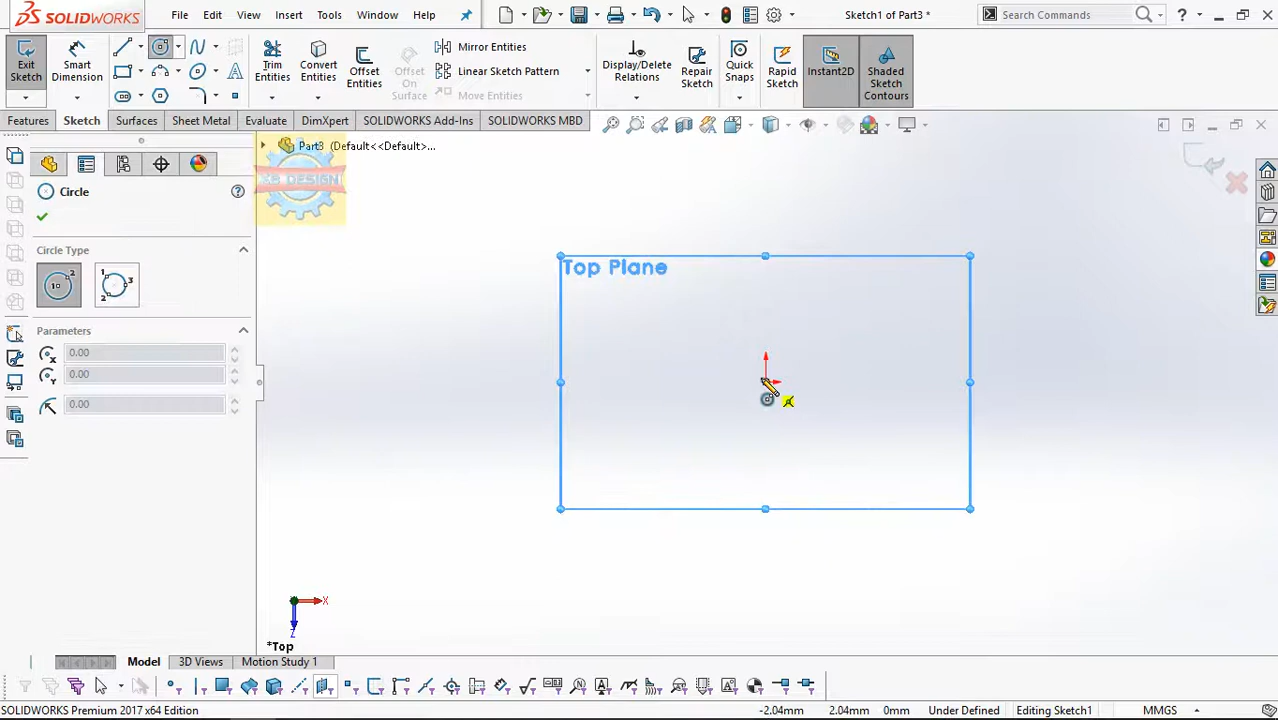 SOLIDWORKS
File Edit View Insert Tools Window Help
Sketch1 of Part3 *
Search Commands
Exit Sketch
Smart Dimension
Trim Entities
Convert Entities
Offset Entities
Offset On Surface
Mirror Entities
Linear Sketch Pattern
Move Entities
Display/Delete Relations
Repair Sketch
Quick Snaps
Rapid Sketch
Instant2D
Shaded Sketch Contours
Features Sketch Surfaces Sheet Metal Evaluate DimXpert SOLIDWORKS Add-Ins SOLIDWORKS MBD
Part3 (Default<<Default>...
Circle
Circle Type
Parameters
0.00
0.00
0.00
Top Plane
X
Z
*Top
Model 3D Views Motion Study 1
SOLIDWORKS Premium 2017 x64 Edition
-2.04mm 2.04mm 0mm Under Defined Editing Sketch1 MMGS